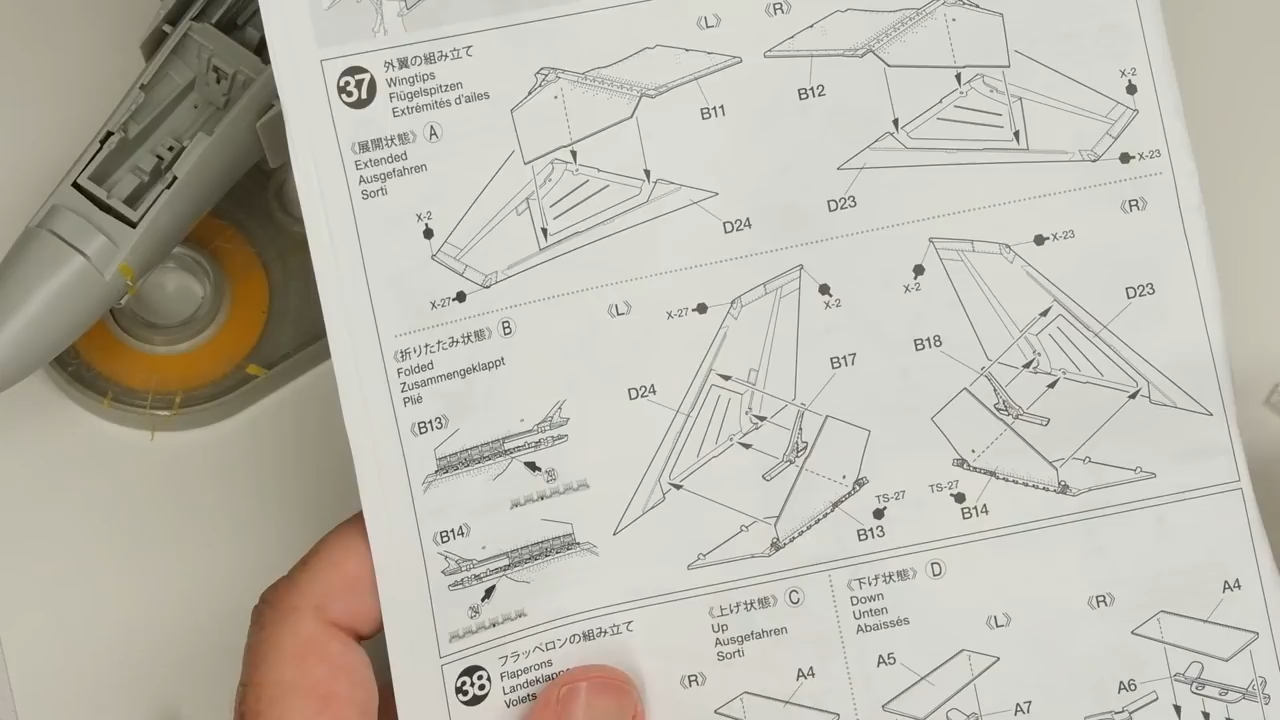 37
外翼の組み立て
Wingtips
Flügelspitzen
Extrémités d'ailes
《L》
《R》
B11
B12
X-2
X-23
《展開状態》 A
Extended
Ausgefahren
Sorti
X-2
X-27
D24
D23
《R》
《折りたたみ状態》 B
Folded
Zusammengeklappt
Plié
《L》
X-27
X-2
B17
D24
TS-27
B13
X-23
X-2
D23
B18
TS-27
B14
《B13》
《B14》
38
フラッペロンの組み立て
Flaperons
Volets
《上げ状態》 C
Up
Ausgefahren
Sorti
《R》
A4
《下げ状態》 D
Down
Unten
Abaissés
《L》
《R》
A5
A7
A4
A6